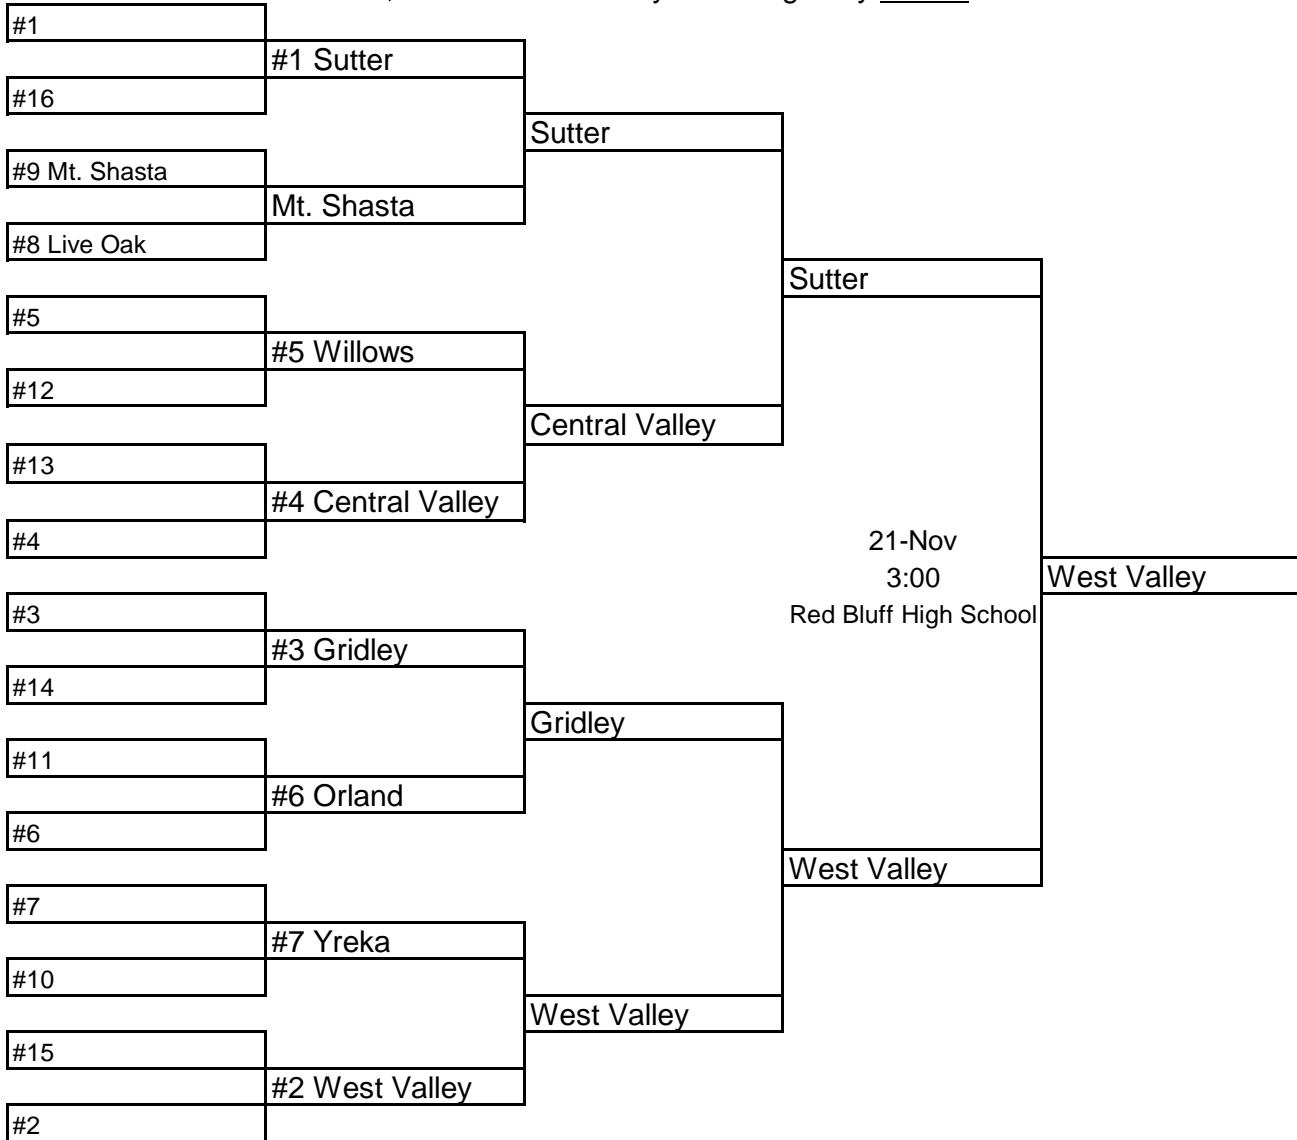 #1
#1 Sutter
#16
Sutter
#9 Mt. Shasta
Mt. Shasta
#8 Live Oak
Sutter
#5
#5 Willows
#12
Central Valley
#13
#4 Central Valley
#4
21-Nov
3:00
West Valley
Red Bluff High School
#3
#3 Gridley
#14
Gridley
#11
#6 Orland
#6
West Valley
#7
#7 Yreka
#10
West Valley
#15
#2 West Valley
#2